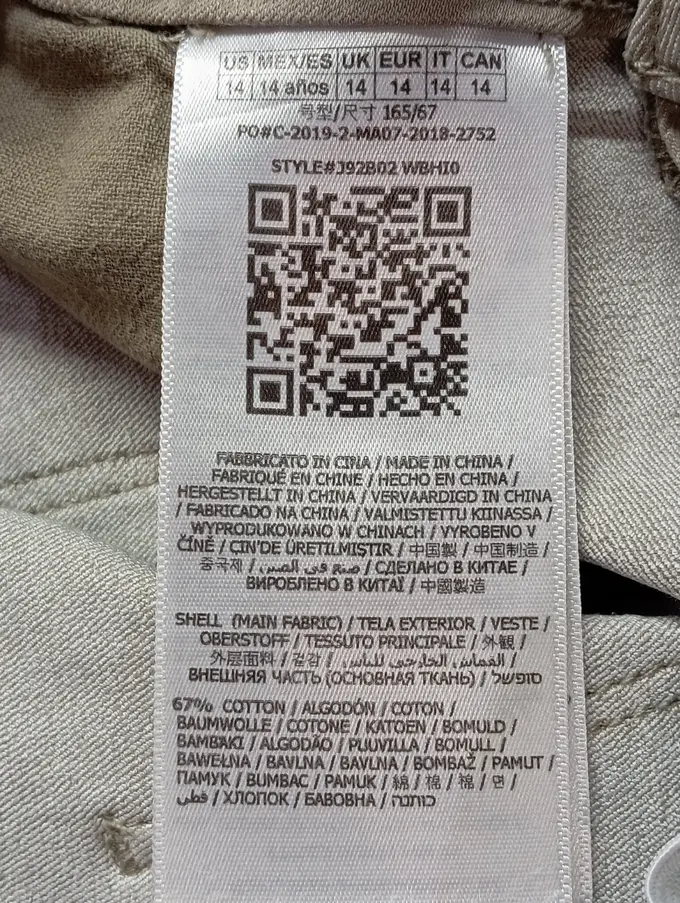 US MEX/ES UK EUR IT CAN
14 14 años 14 14 14 14
号型/尺寸 165/67
PO#C-2019-2-MA07-2018-2752
STYLE#J92B02 WBHI0
FABBRICATO IN CINA / MADE IN CHINA /
FABRIQUÉ EN CHINE / HECHO EN CHINA /
HERGESTELLT IN CHINA / VERVAARDIGD IN CHINA
/ FABRICADO NA CHINA / VALMISTETTU KIINASSA /
WYPRODUKOWANO W CHINACH / VYROBENO V
ČÍNĚ / ÇIN'DE ÜRETILMIŞTIR / 中国製 / 中国制造 /
중국제 / صنع في الصين / СДЕЛАНО В КИТАЕ /
ВИРОБЛЕНО В КИТАЇ / 中國製造
SHELL (MAIN FABRIC) / TELA EXTERIOR / VESTE /
OBERSTOFF / TESSUTO PRINCIPALE / 外観 /
外层面料 / 겉감 / القماش الخارجي للباس /
ВНЕШНЯЯ ЧАСТЬ (ОСНОВНАЯ ТКАНЬ) / סופשל /
67% COTTON / ALGODÓN / COTON /
BAUMWOLLE / COTONE / KATOEN / BOMULD /
BAMBAKI / ALGODÃO / PUUVILLA / BOMULL /
BAWEŁNA / BAVLNA / BAVLNA / BOMBAŽ / PAMUT /
ПАМУК / BUMBAC / PAMUK / 綿 / 棉 / 棉 / 면 /
قطن / ХЛОПОК / БАВОВНА / כותנה